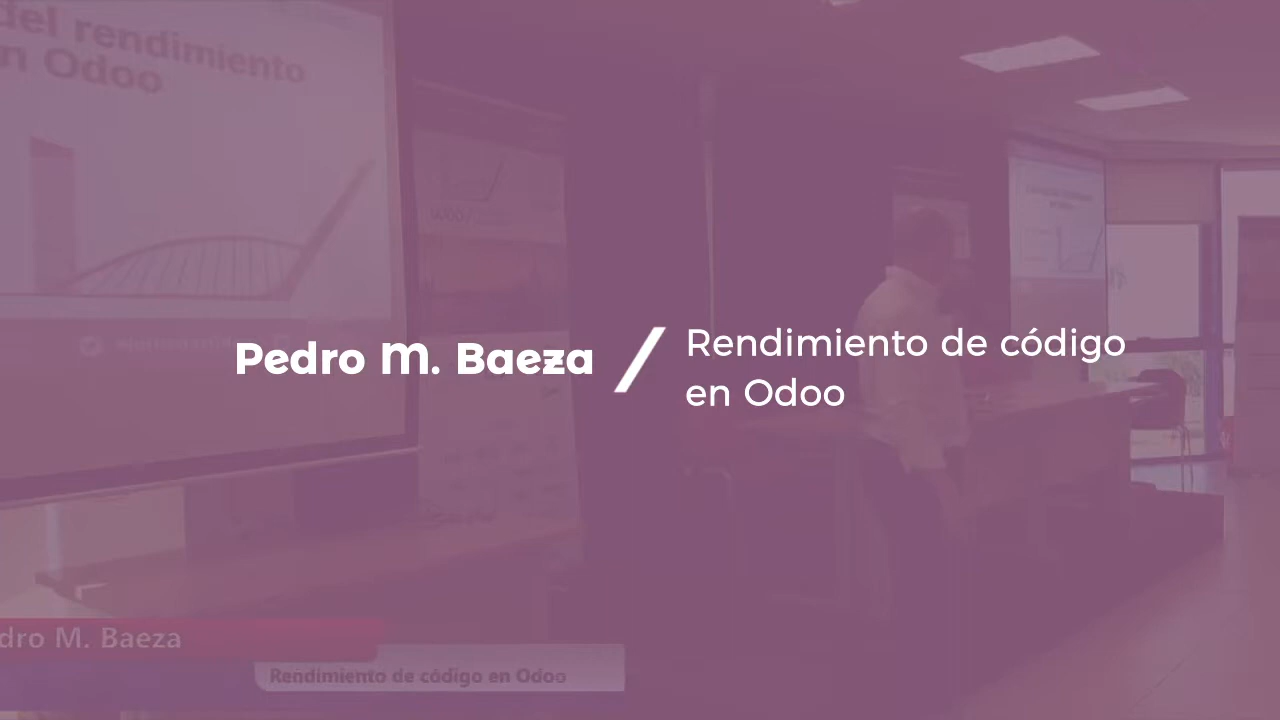 del rendimiento
n Odoo
Pedro M. Baeza
Rendimiento de código
en Odoo
dro M. Baeza
Rendimiento de código en Odoo